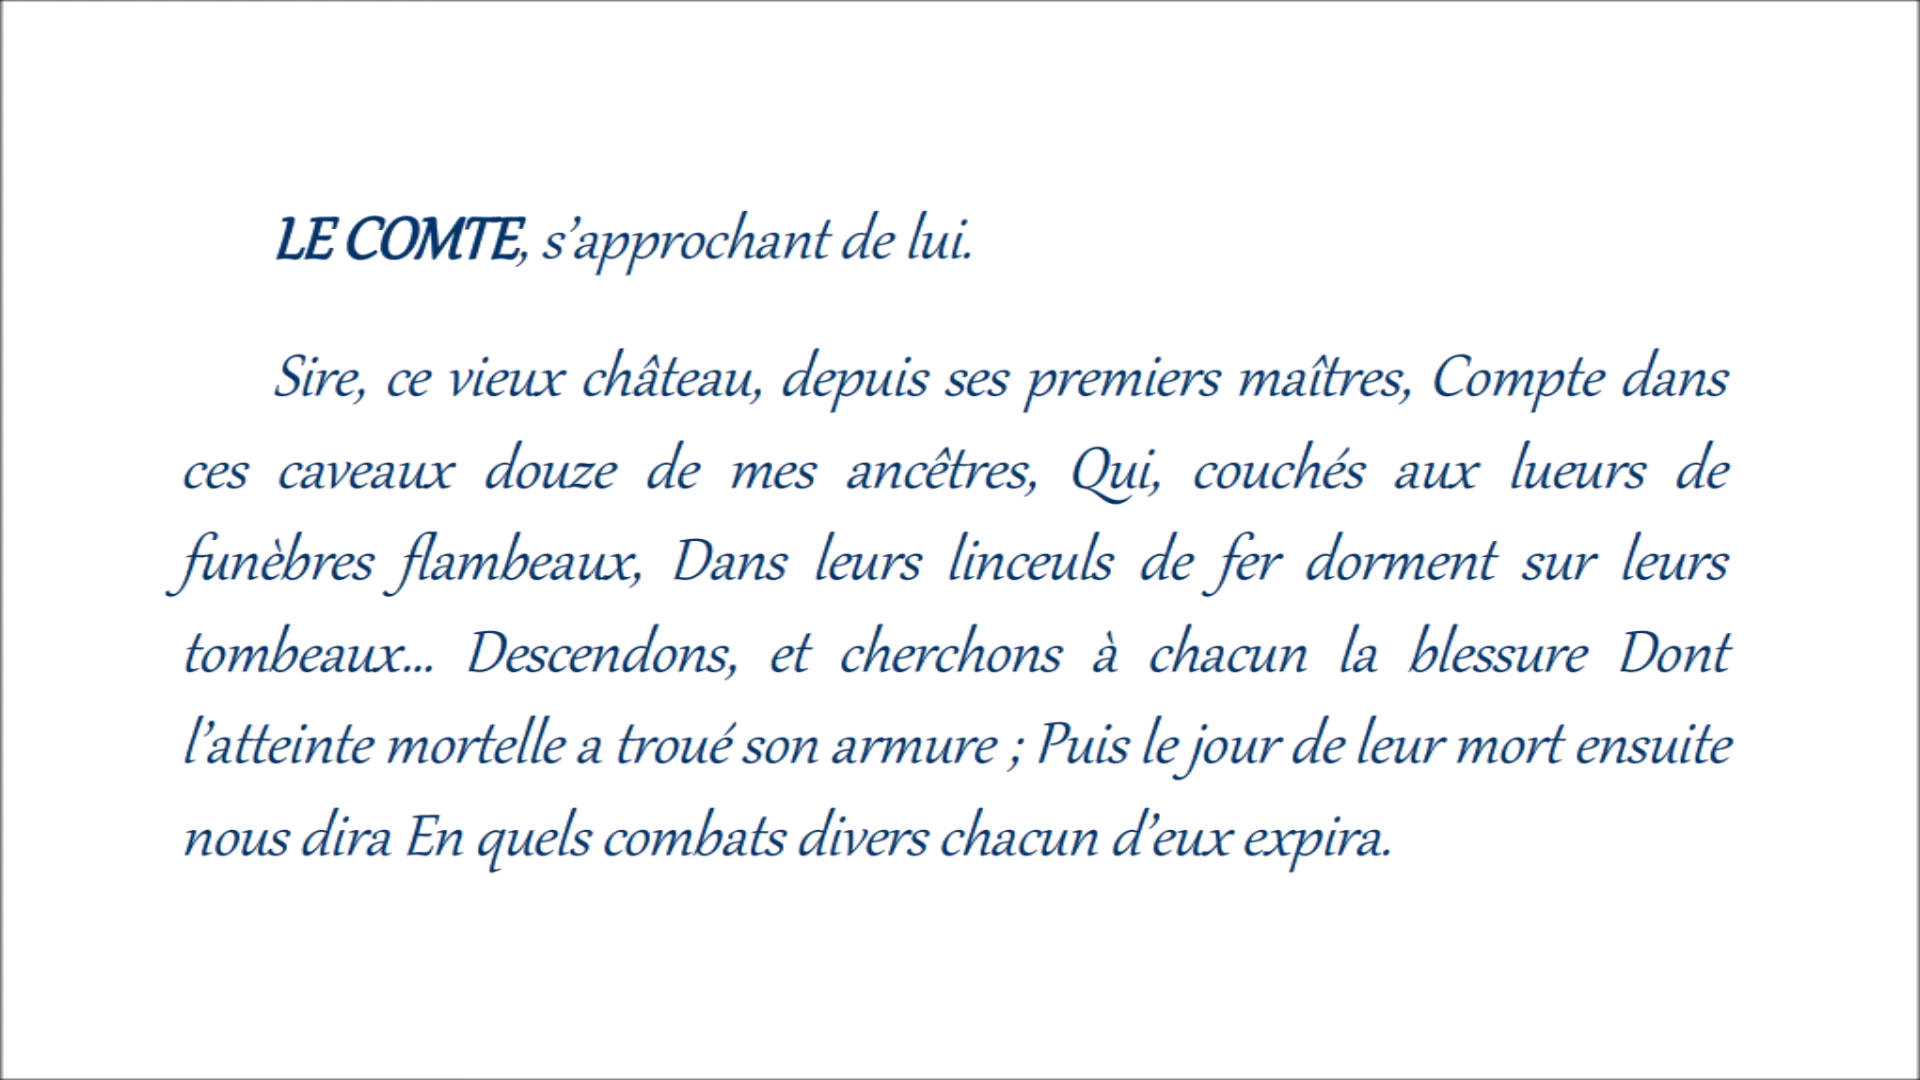 LE COMTE, s’approchant de lui.
Sire, ce vieux château, depuis ses premiers maîtres, Compte dans
ces caveaux douze de mes ancêtres, Qui, couchés aux lueurs de
funèbres flambeaux, Dans leurs linceuls de fer dorment sur leurs
tombeaux... Descendons, et cherchons à chacun la blessure Dont
l’atteinte mortelle a troué son armure ; Puis le jour de leur mort ensuite
nous dira En quels combats divers chacun d’eux expira.